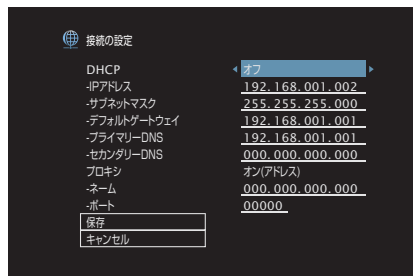 接続の設定
DHCP オフ
-IPアドレス 192.168.001.002
-サブネットマスク 255.255.255.000
-デフォルトゲートウェイ 192.168.001.001
-プライマリーDNS 192.168.001.001
-セカンダリーDNS 000.000.000.000
プロキシ オン(アドレス)
-ネーム 000.000.000.000
-ポート 00000
保存
キャンセル